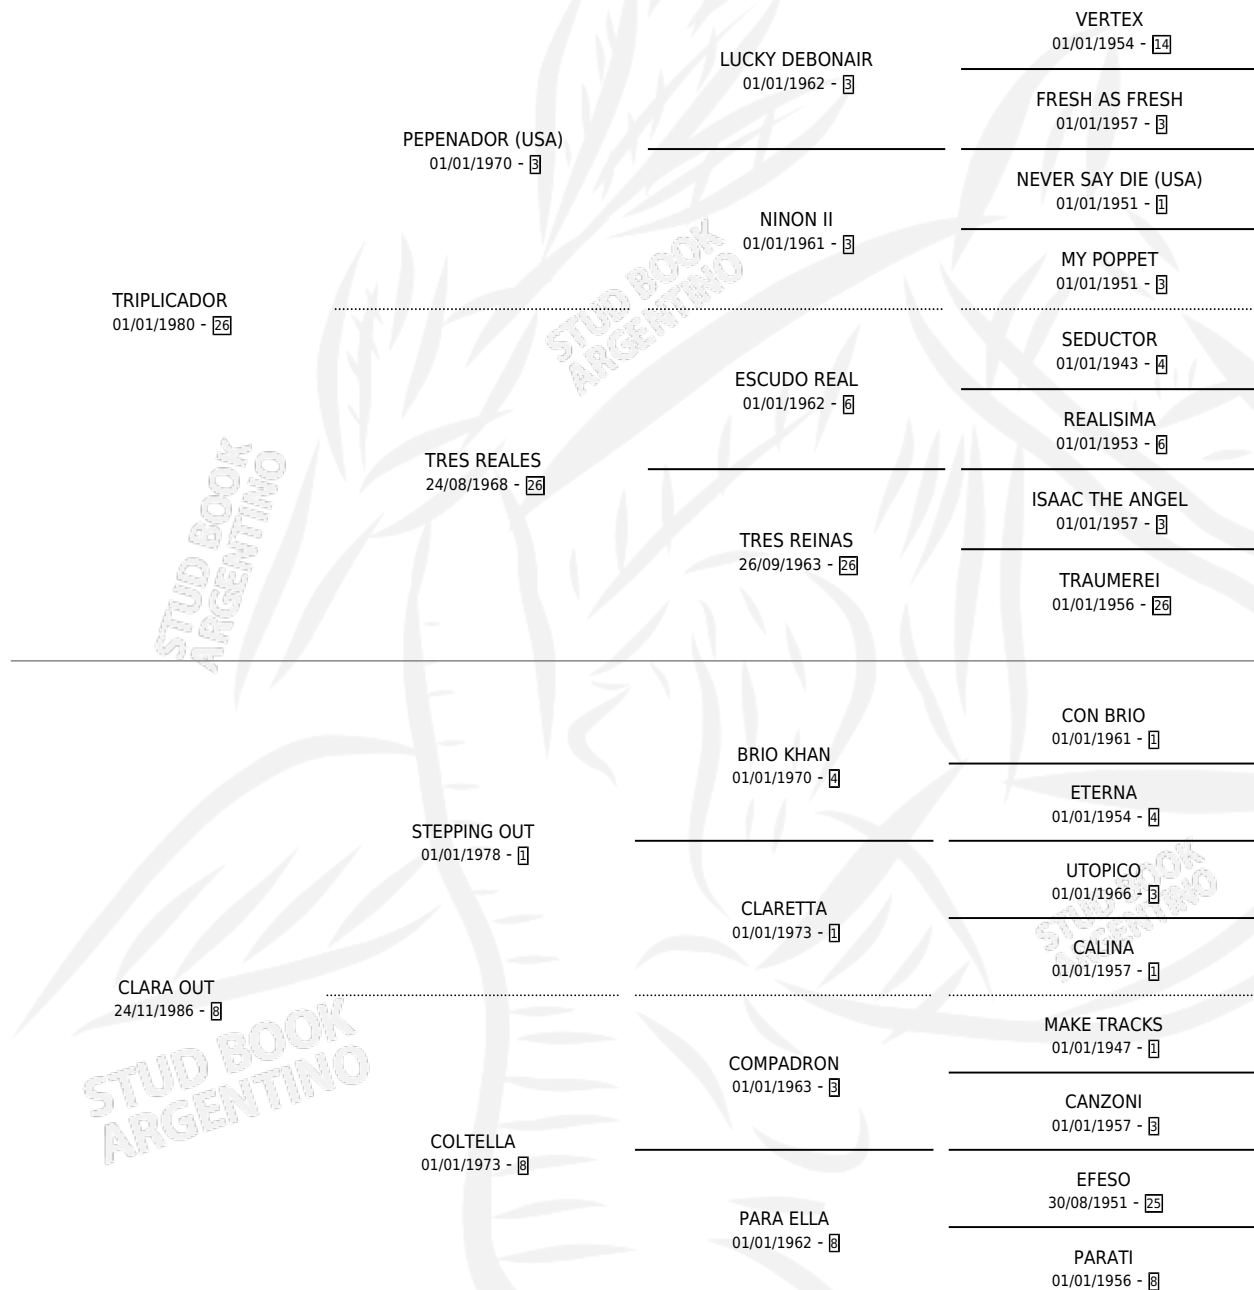 VERTEX
01/01/1954 - 14
LUCKY DEBONAIR
01/01/1962 - 3
FRESH AS FRESH
01/01/1957 - 3
PEPENADOR (USA)
01/01/1970 - 3
NEVER SAY DIE (USA)
01/01/1951 - 1
NINON II
01/01/1961 - 3
MY POPPET
01/01/1951 - 3
TRIPLICADOR
01/01/1980 - 26
SEDUCTOR
01/01/1943 - 4
ESCUDO REAL
01/01/1962 - 6
REALISIMA
01/01/1953 - 6
TRES REALES
24/08/1968 - 26
ISAAC THE ANGEL
01/01/1957 - 3
TRES REINAS
26/09/1963 - 26
TRAUMEREI
01/01/1956 - 26
CON BRIO
01/01/1961 - 1
BRIO KHAN
01/01/1970 - 4
ETERNA
01/01/1954 - 4
STEPPING OUT
01/01/1978 - 1
UTOPICO
01/01/1966 - 3
CLARETTA
01/01/1973 - 1
CALINA
01/01/1957 - 1
CLARA OUT
24/11/1986 - 8
MAKE TRACKS
01/01/1947 - 1
COMPADRON
01/01/1963 - 3
CANZONI
01/01/1957 - 3
COLTELLA
01/01/1973 - 8
EFESO
30/08/1951 - 25
PARA ELLA
01/01/1962 - 8
PARATI
01/01/1956 - 8
STUD BOOK
ARGENTINO
STUD BOOK
ARGENTINO
STUD BOOK
ARGENTINO
STUD BOOK
ARGENTINO